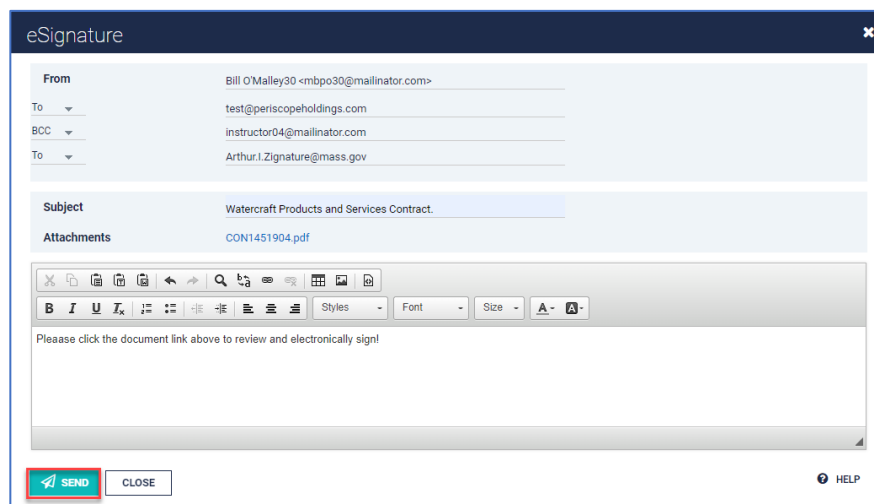 eSignature
From Bill O'Malley30 <mbpo30@mailinator.com>
To test@periscopeholdings.com
BCC instructor04@mailinator.com
To Arthur.I.Zignature@mass.gov
Subject Watercraft Products and Services Contract.
Attachments CON1451904.pdf
B I U Ix Styles Font Size A A
Pleaase click the document link above to review and electronically sign!
SEND CLOSE HELP